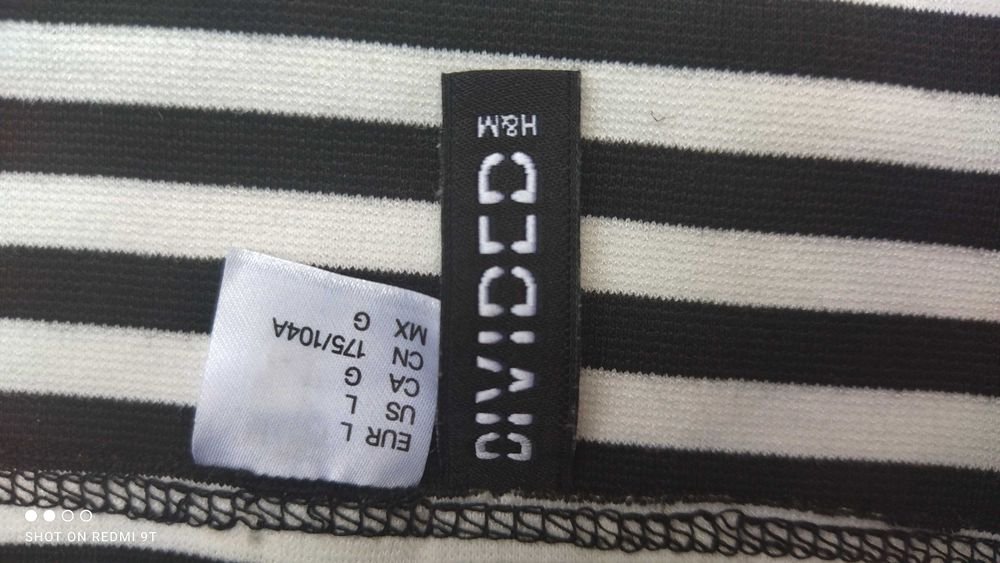 H&M
DIVIDED
EUR L
US L
CA G
CN 175/104A
MX G
SHOT ON REDMI 9T